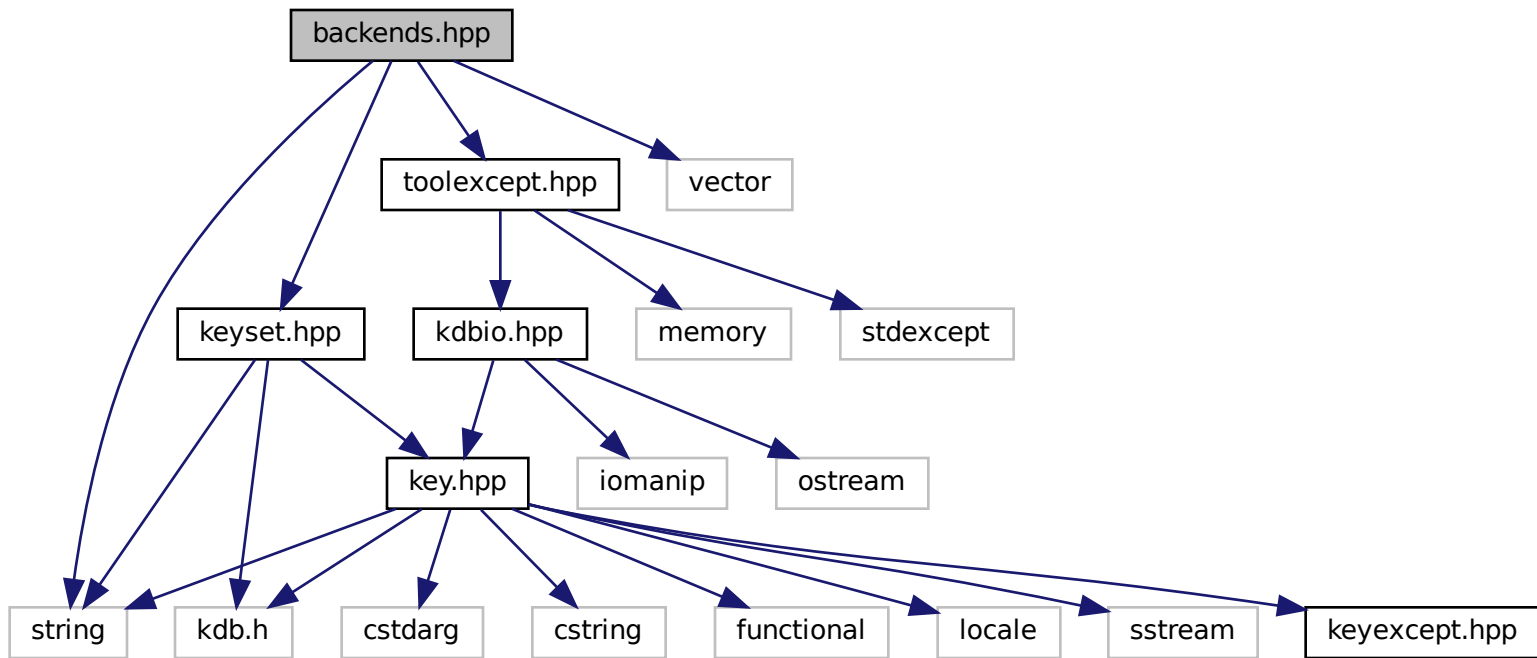 backends.hpp
toolexcept.hpp
vector
keyset.hpp
kdbio.hpp
memory
stdexcept
key.hpp
iomanip
ostream
string
kdb.h
cstdarg
cstring
functional
locale
sstream
keyexcept.hpp